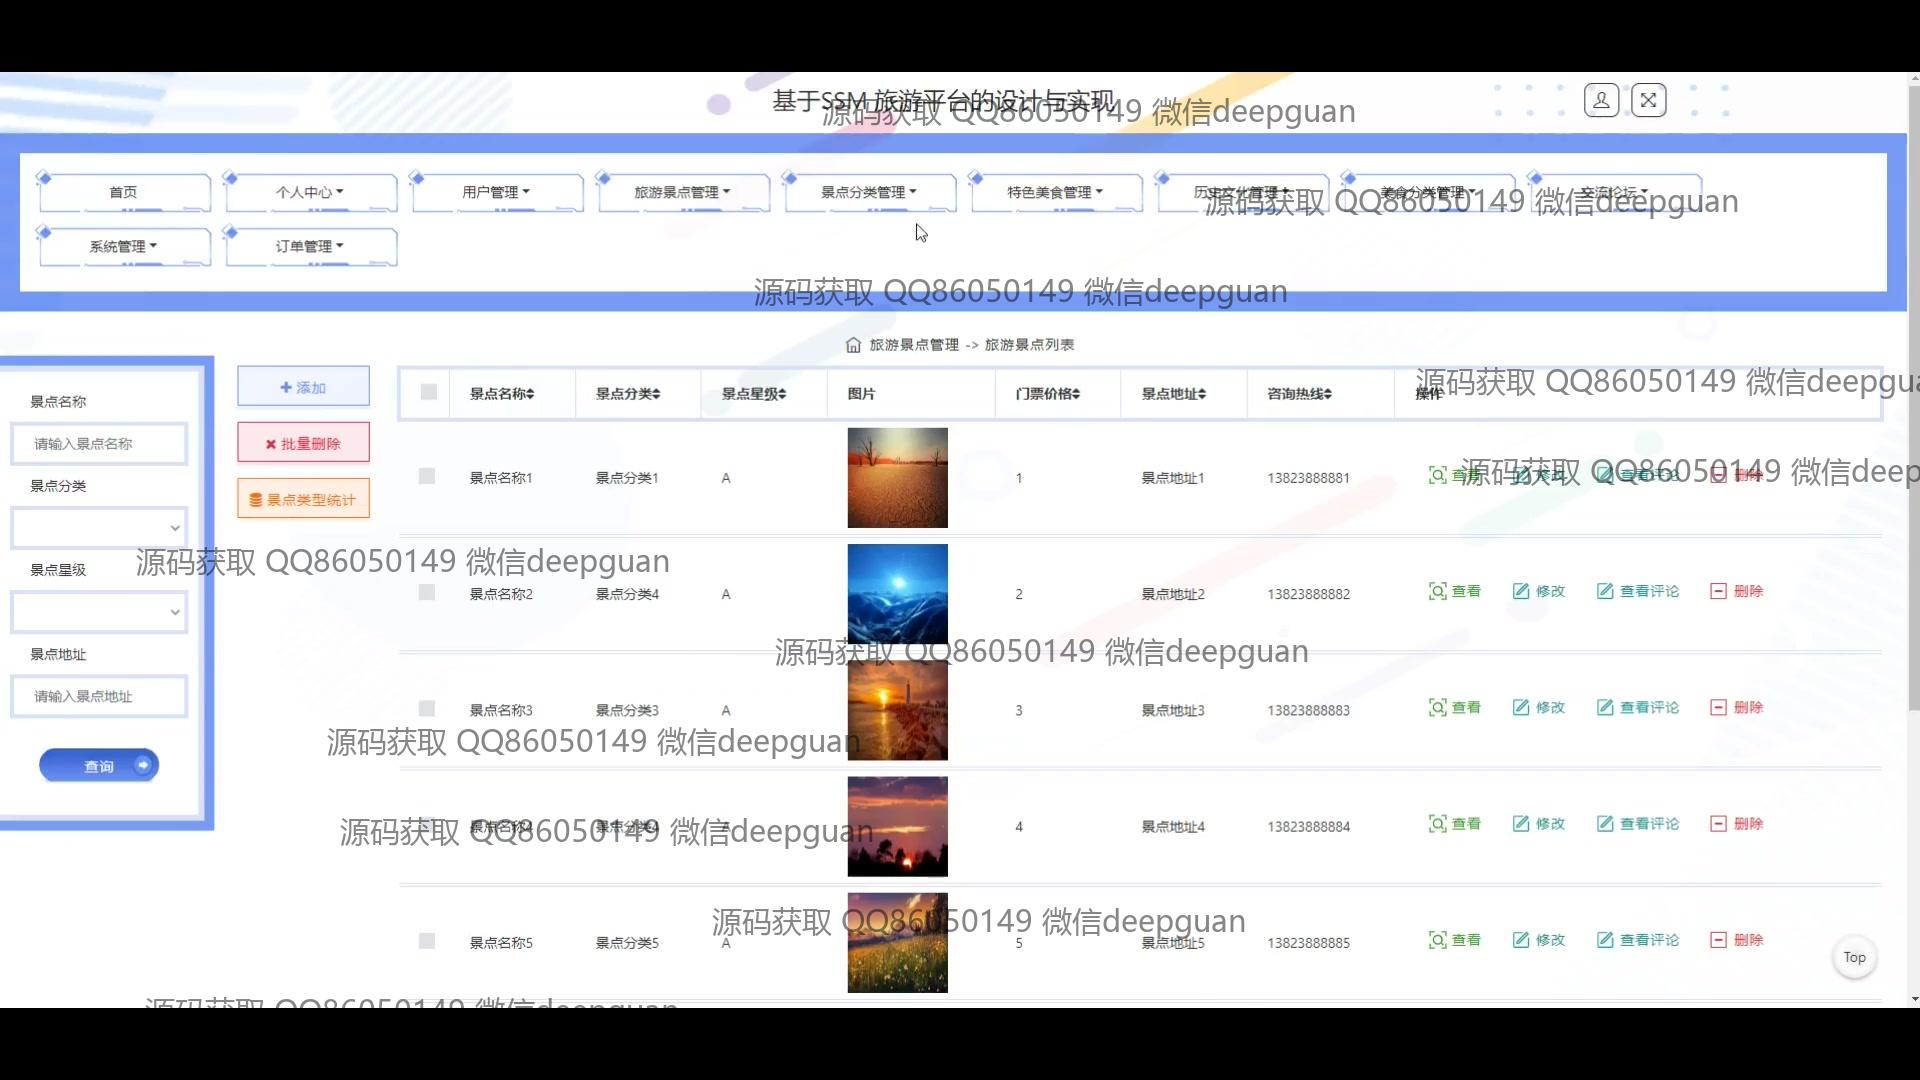 基于SSM 旅游平台的设计与实现
源码获取 QQ86050149 微信deepguan
首页 个人中心 用户管理 旅游景点管理 景点分类管理 特色美食管理 历史文化管理 美食分类管理 交流论坛
源码获取 QQ86050149 微信deepguan
系统管理 订单管理
源码获取 QQ86050149 微信deepguan
旅游景点管理 -> 旅游景点列表
源码获取 QQ86050149 微信deepgua
景点名称
请输入景点名称
景点分类
景点星级
景点地址
请输入景点地址
查询
添加
批量删除
景点类型统计
景点名称 景点分类 景点星级 图片 门票价格 景点地址 咨询热线 操作
景点名称1 景点分类1 A 1 景点地址1 13823888881 查看 修改 查看评论 删除
源码获取 QQ86050149 微信deepg
源码获取 QQ86050149 微信deepguan
景点名称2 景点分类4 A 2 景点地址2 13823888882 查看 修改 查看评论 删除
源码获取 QQ86050149 微信deepguan
景点名称3 景点分类3 A 3 景点地址3 13823888883 查看 修改 查看评论 删除
源码获取 QQ86050149 微信deepguan
景点名称4 景点分类4 A 4 景点地址4 13823888884 查看 修改 查看评论 删除
源码获取 QQ86050149 微信deepguan
源码获取 QQ86050149 微信deepguan
景点名称5 景点分类5 A 5 景点地址5 13823888885 查看 修改 查看评论 删除
Top
源码获取 QQ86050149 微信deepguan